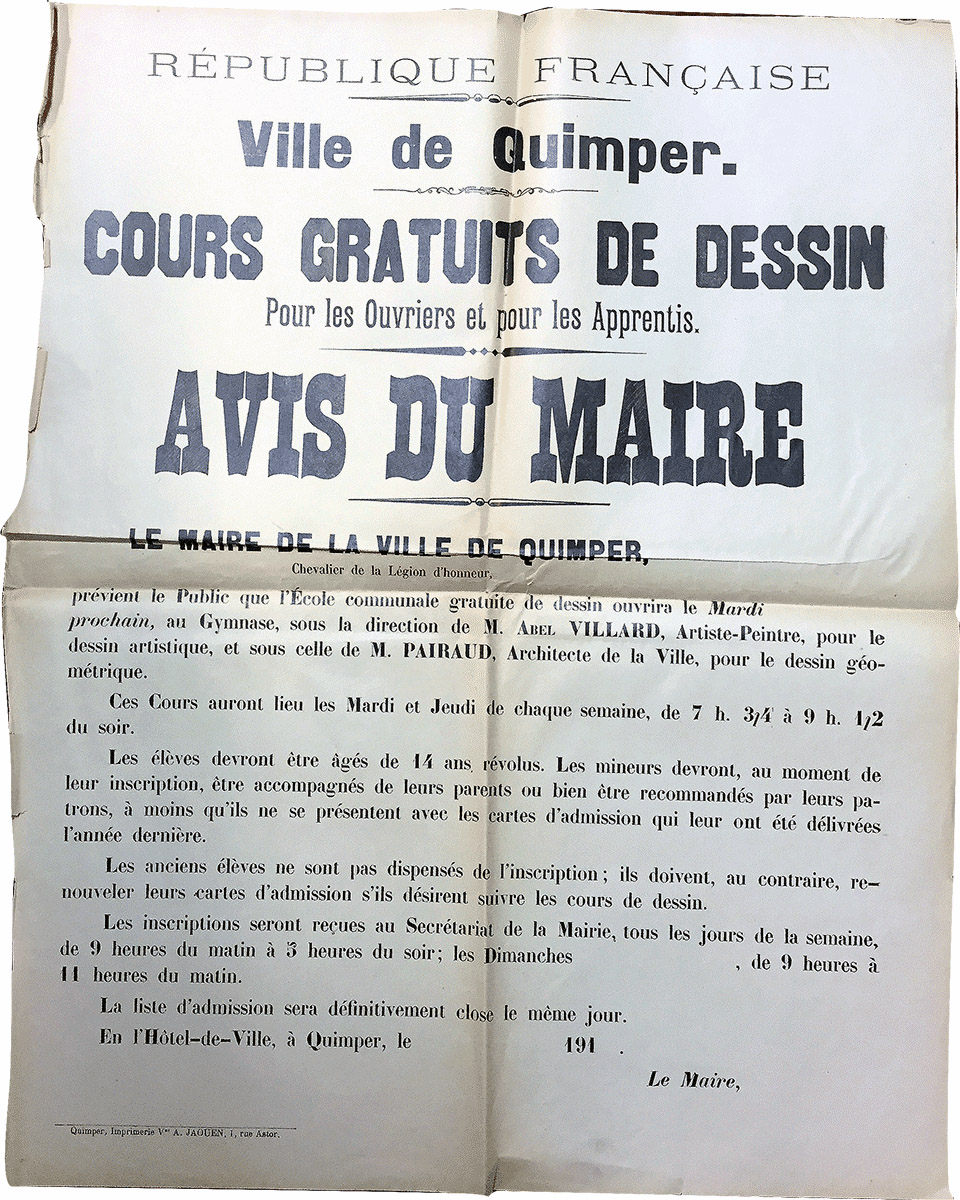 RÉPUBLIQUE FRANÇAISE
Ville de Quimper.
COURS GRATUITS DE DESSIN
Pour les Ouvriers et pour les Apprentis.
AVIS DU MAIRE
LE MAIRE DE LA VILLE DE QUIMPER,
Chevalier de la Légion d'honneur,
prévient le Public que l'École communale gratuite de dessin ouvrira le Mardi
prochain, au Gymnase, sous la direction de M. ABEL VILLARD, Artiste-Peintre, pour le
dessin artistique, et sous celle de M. PAIRAUD, Architecte de la Ville, pour le dessin géo-
métrique.
Ces Cours auront lieu les Mardi et Jeudi de chaque semaine, de 7 h. 3/4 à 9 h. 1/2
du soir.
Les élèves devront être âgés de 14 ans révolus. Les mineurs devront, au moment de
leur inscription, être accompagnés de leurs parents ou bien être recommandés par leurs pa-
trons, à moins qu'ils ne se présentent avec les cartes d'admission qui leur ont été délivrées
l'année dernière.
Les anciens élèves ne sont pas dispensés de l'inscription ; ils doivent, au contraire, re-
nouveler leurs cartes d'admission s'ils désirent suivre les cours de dessin.
Les inscriptions seront reçues au Secrétariat de la Mairie, tous les jours de la semaine,
de 9 heures du matin à 5 heures du soir ; les Dimanches , de 9 heures à
11 heures du matin.
La liste d'admission sera définitivement close le même jour.
En l'Hôtel-de-Ville, à Quimper, le 191 .
Le Maire,
Quimper, Imprimerie Vve A. JAOUEN, 1, rue Astor.